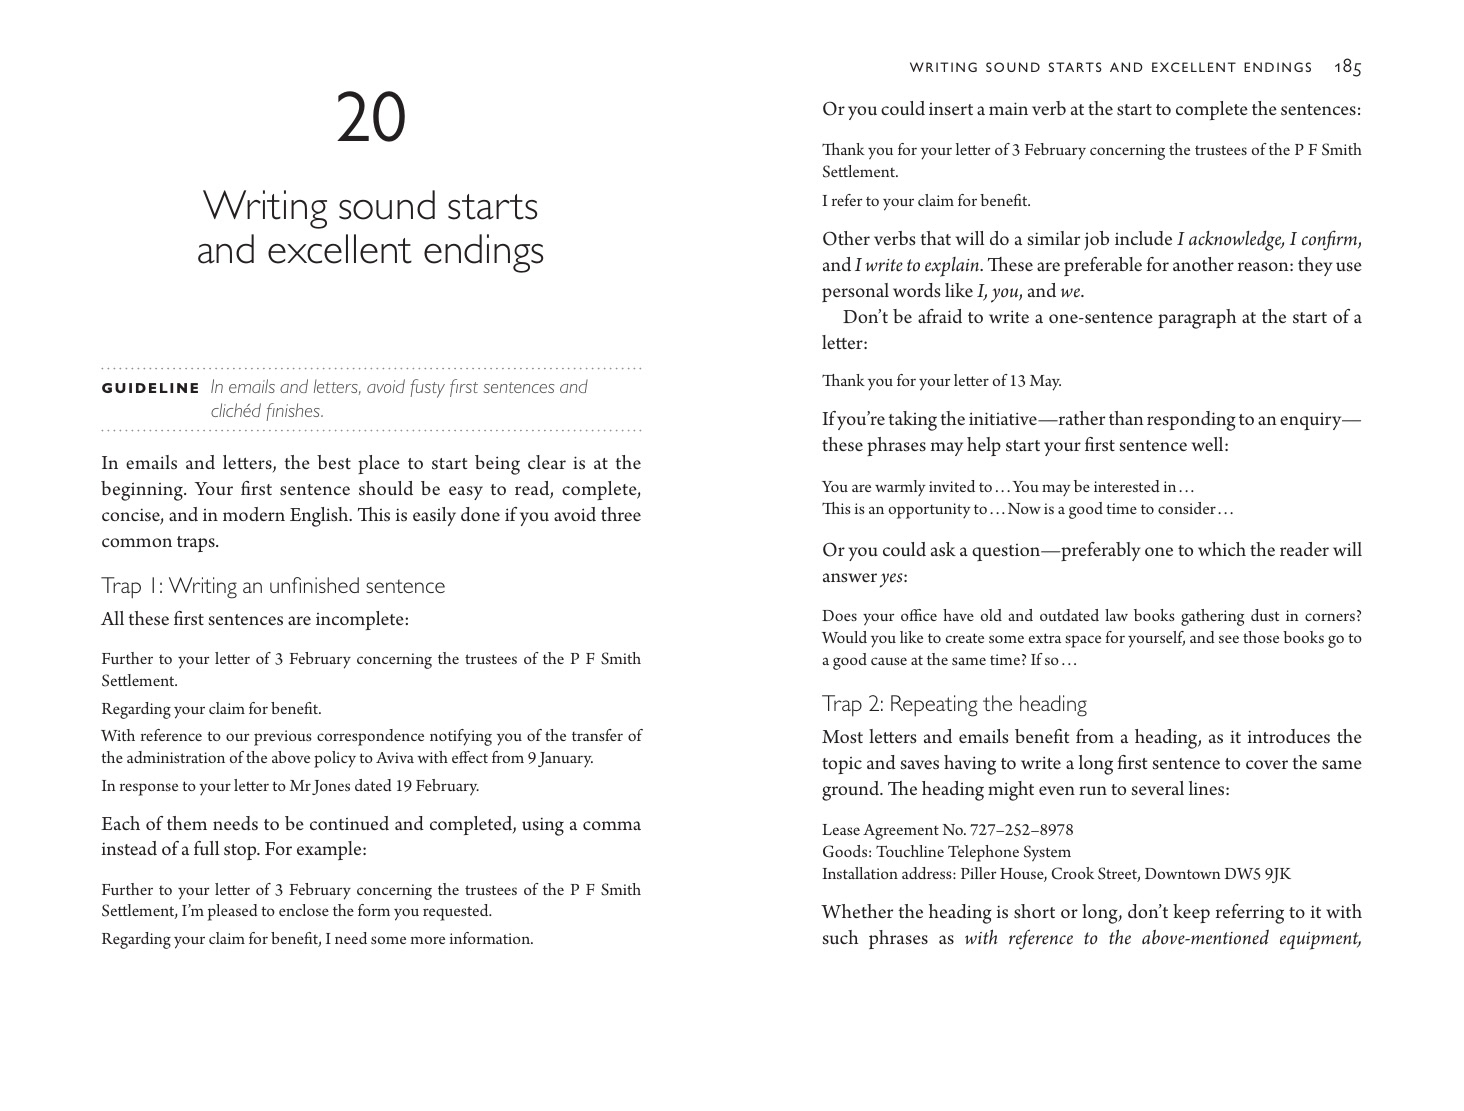 20
Writing sound starts
and excellent endings
GUIDELINE In emails and letters, avoid fusty first sentences and
clichéd finishes.
In emails and letters, the best place to start being clear is at the
beginning. Your first sentence should be easy to read, complete,
concise, and in modern English. This is easily done if you avoid three
common traps.
Trap 1: Writing an unfinished sentence
All these first sentences are incomplete:
Further to your letter of 3 February concerning the trustees of the P F Smith
Settlement.
Regarding your claim for benefit.
With reference to our previous correspondence notifying you of the transfer of
the administration of the above policy to Aviva with effect from 9 January.
In response to your letter to Mr Jones dated 19 February.
Each of them needs to be continued and completed, using a comma
instead of a full stop. For example:
Further to your letter of 3 February concerning the trustees of the P F Smith
Settlement, I'm pleased to enclose the form you requested.
Regarding your claim for benefit, I need some more information.
WRITING SOUND STARTS AND EXCELLENT ENDINGS 185
Or you could insert a main verb at the start to complete the sentences:
Thank you for your letter of 3 February concerning the trustees of the P F Smith
Settlement.
I refer to your claim for benefit.
Other verbs that will do a similar job include I acknowledge, I confirm,
and I write to explain. These are preferable for another reason: they use
personal words like I, you, and we.
Don't be afraid to write a one-sentence paragraph at the start of a
letter:
Thank you for your letter of 13 May.
If you're taking the initiative—rather than responding to an enquiry—
these phrases may help start your first sentence well:
You are warmly invited to… You may be interested in…
This is an opportunity to… Now is a good time to consider…
Or you could ask a question—preferably one to which the reader will
answer yes:
Does your office have old and outdated law books gathering dust in corners?
Would you like to create some extra space for yourself, and see those books go to
a good cause at the same time? If so…
Trap 2: Repeating the heading
Most letters and emails benefit from a heading, as it introduces the
topic and saves having to write a long first sentence to cover the same
ground. The heading might even run to several lines:
Lease Agreement No. 727–252–8978
Goods: Touchline Telephone System
Installation address: Piller House, Crook Street, Downtown DW5 9JK
Whether the heading is short or long, don't keep referring to it with
such phrases as with reference to the above-mentioned equipment,